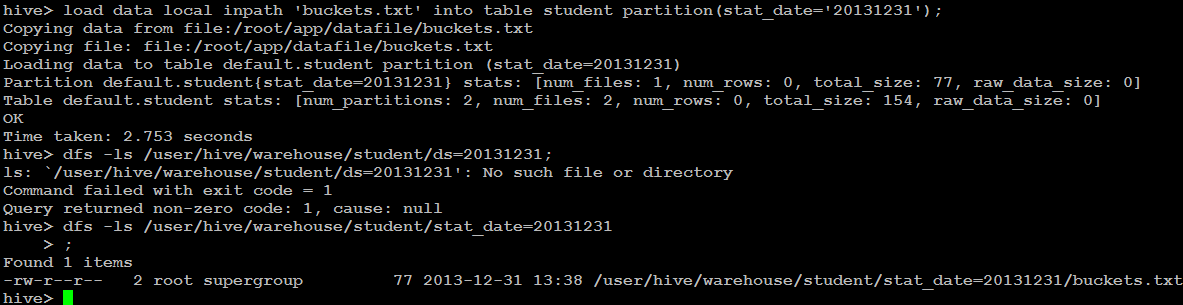 hive> load data local inpath 'buckets.txt' into table student partition(stat_date='20131231');
Copying data from file:/root/app/datafile/buckets.txt
Copying file: file:/root/app/datafile/buckets.txt
Loading data to table default.student partition (stat_date=20131231)
Partition default.student{stat_date=20131231} stats: [num_files: 1, num_rows: 0, total_size: 77, raw_data_size: 0]
Table default.student stats: [num_partitions: 2, num_files: 2, num_rows: 0, total_size: 154, raw_data_size: 0]
OK
Time taken: 2.753 seconds
hive> dfs -ls /user/hive/warehouse/student/ds=20131231;
ls: `/user/hive/warehouse/student/ds=20131231': No such file or directory
Command failed with exit code = 1
Query returned non-zero code: 1, cause: null
hive> dfs -ls /user/hive/warehouse/student/stat_date=20131231
    > ;
Found 1 items
-rw-r--r--   2 root supergroup         77 2013-12-31 13:38 /user/hive/warehouse/student/stat_date=20131231/buckets.txt
hive>